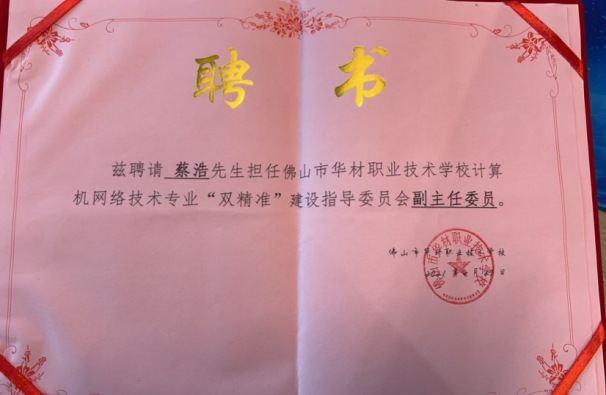 聘书
兹聘请 蔡浩先生担任佛山市华材职业技术学校计算
机网络技术专业“双精准”建设指导委员会副主任委员。
佛山市华材职业技术学校